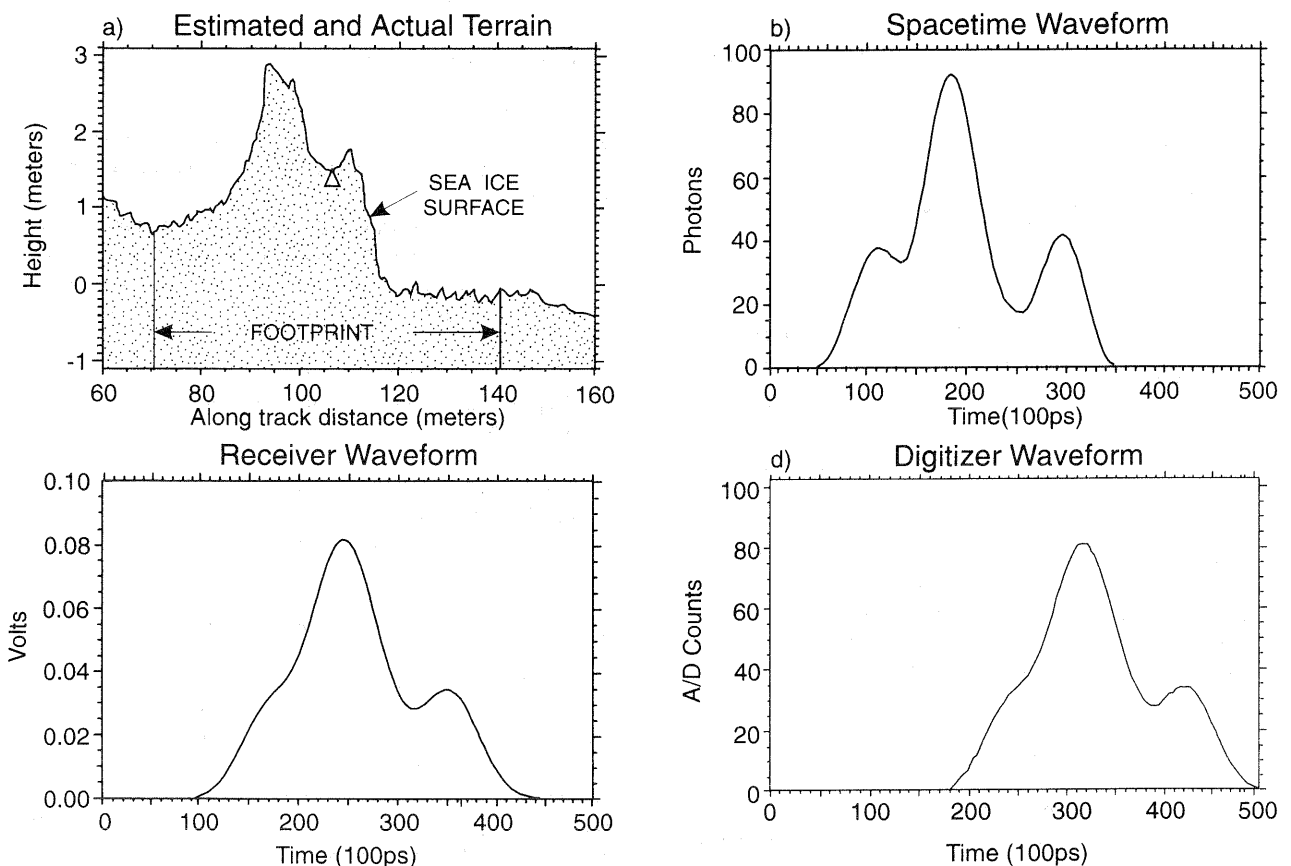 a) Estimated and Actual Terrain
3
2
1
0
-1
Height (meters)
SEA ICE
SURFACE
FOOTPRINT
60 80 100 120 140 160
Along track distance (meters)
b) Spacetime Waveform
100
80
60
40
20
0
Photons
0 100 200 300 400 500
Time(100ps)
Receiver Waveform
0.10
0.08
0.06
0.04
0.02
0.00
Volts
0 100 200 300 400 500
Time (100ps)
d) Digitizer Waveform
100
80
60
40
20
0
A/D Counts
0 100 200 300 400 500
Time (100ps)